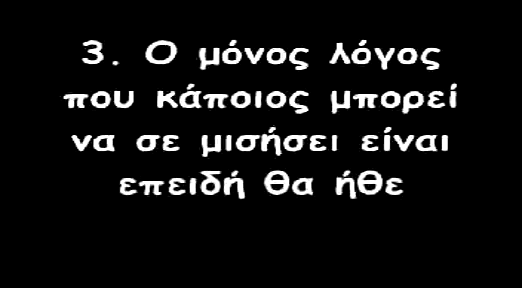 3. Ο μόνος λόγος
που κάποιος μπορεί
να σε μισήσει είναι
επειδή θα ήθε